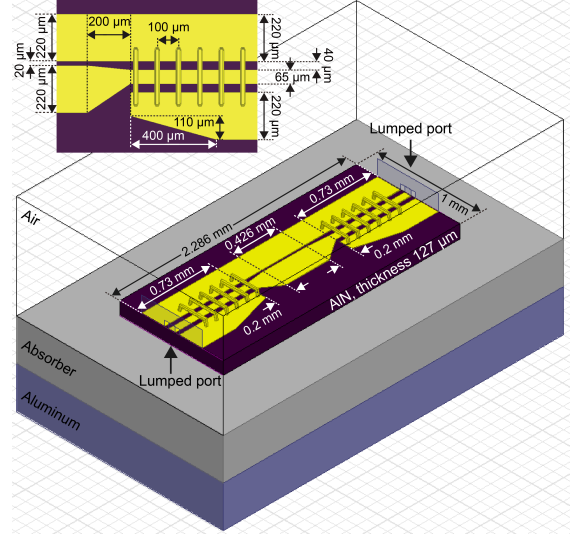 200 µm
100 µm
220 µm
20 µm
220 µm
220 µm
40 µm
65 µm
220 µm
110 µm
400 µm
Lumped port
Air
2.286 mm
0.73 mm
1 mm
0.426 mm
0.73 mm
0.2 mm
0.2 mm
AlN, thickness 127 µm
Absorber
Lumped port
Aluminum